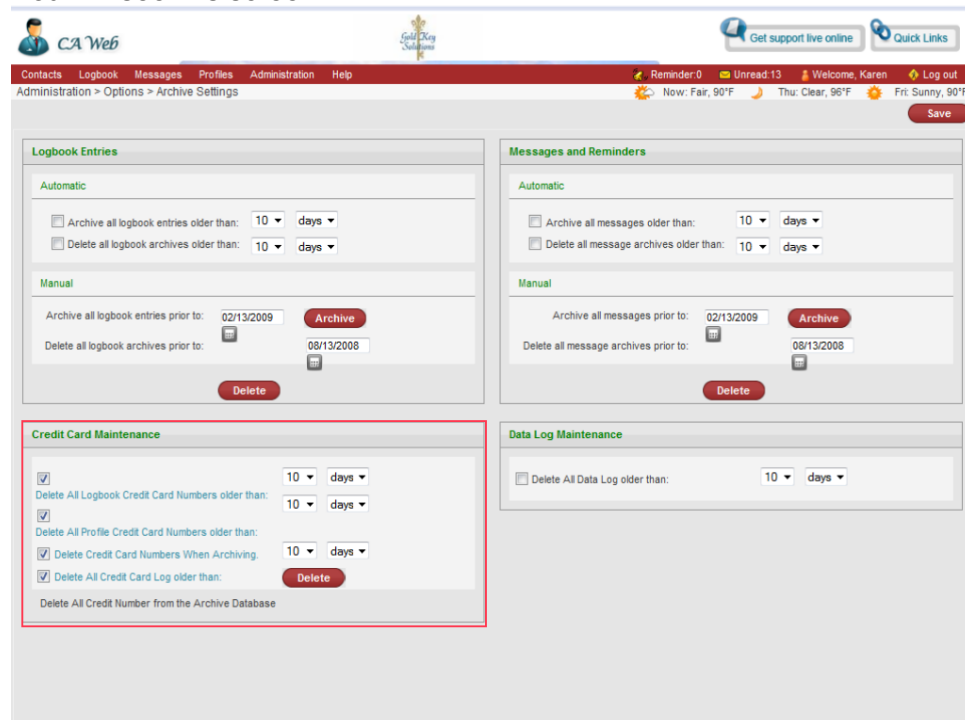 CA Web
Gold Key
Solutions
Get support live online
Quick Links
Contacts Logbook Messages Profiles Administration Help
Reminder:0 Unread:13 Welcome, Karen Log out
Administration > Options > Archive Settings
Now: Fair, 90°F Thu: Clear, 96°F Fri: Sunny, 90°F
Save
Logbook Entries
Automatic
Archive all logbook entries older than: 10 days
Delete all logbook archives older than: 10 days
Manual
Archive all logbook entries prior to: 02/13/2009 Archive
Delete all logbook archives prior to: 08/13/2008
Delete
Messages and Reminders
Automatic
Archive all messages older than: 10 days
Delete all message archives older than: 10 days
Manual
Archive all messages prior to: 02/13/2009 Archive
Delete all message archives prior to: 08/13/2008
Delete
Credit Card Maintenance
10 days
Delete All Logbook Credit Card Numbers older than:
10 days
Delete All Profile Credit Card Numbers older than:
Delete Credit Card Numbers When Archiving. 10 days
Delete All Credit Card Log older than: Delete
Delete All Credit Number from the Archive Database
Data Log Maintenance
Delete All Data Log older than: 10 days